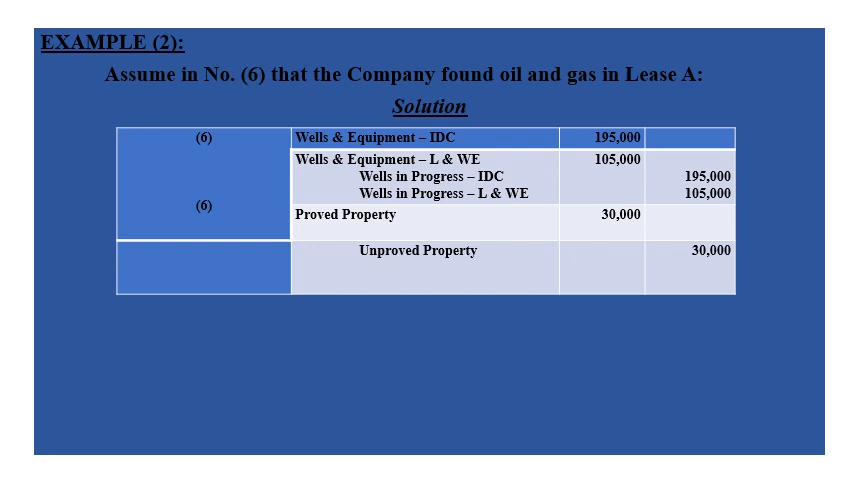 EXAMPLE (2):
Assume in No. (6) that the Company found oil and gas in Lease A:
Solution
(6) Wells & Equipment – IDC 195,000
Wells & Equipment – L & WE 105,000
Wells in Progress – IDC 195,000
Wells in Progress – L & WE 105,000
(6) Proved Property 30,000
Unproved Property 30,000